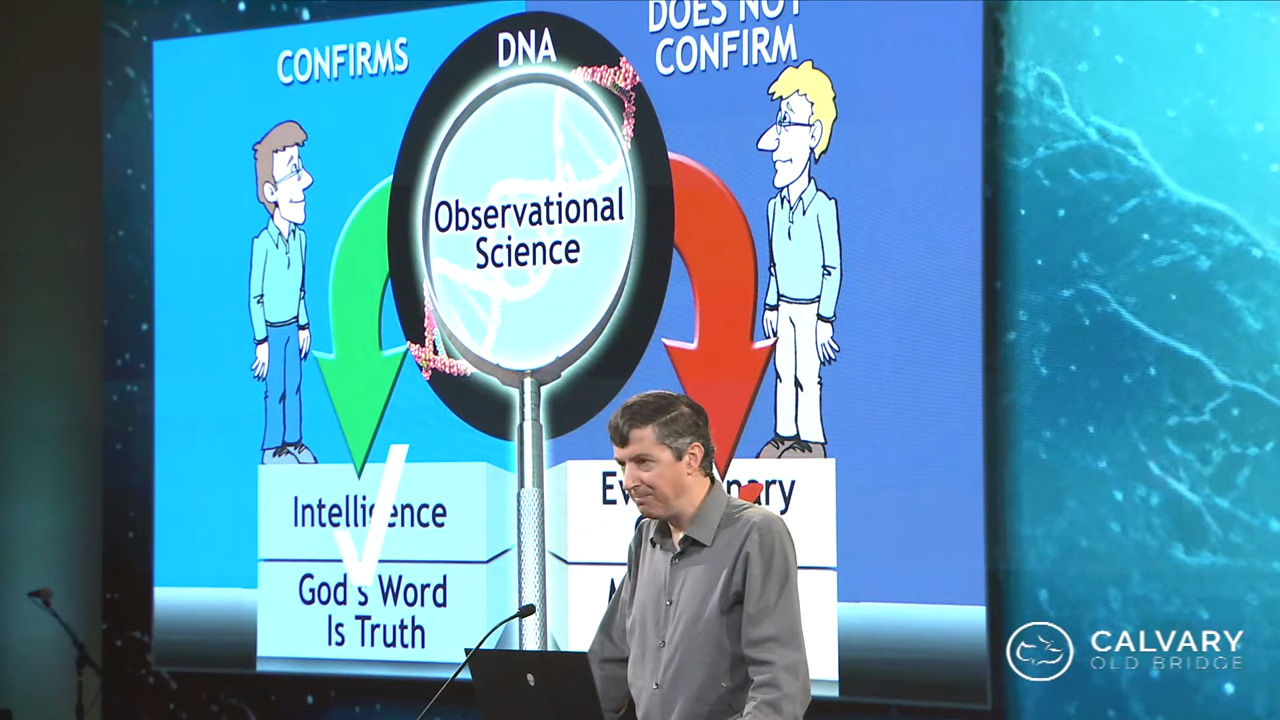 CONFIRMS
DNA
DOES NOT
CONFIRM
Observational
Science
Intelligence
God's Word
Is Truth
CALVARY
OLD BRIDGE